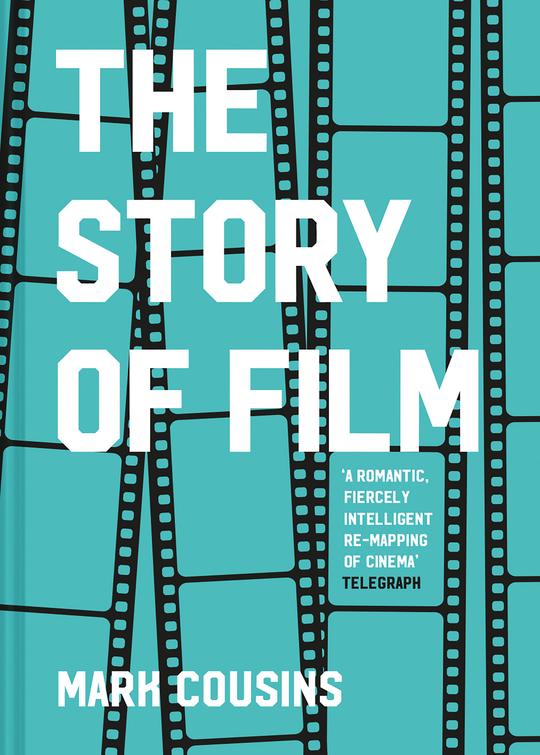 THE
STORY
OF FILM
‘A ROMANTIC,
FIERCELY
INTELLIGENT
RE-MAPPING
OF CINEMA’
TELEGRAPH
MARK COUSINS